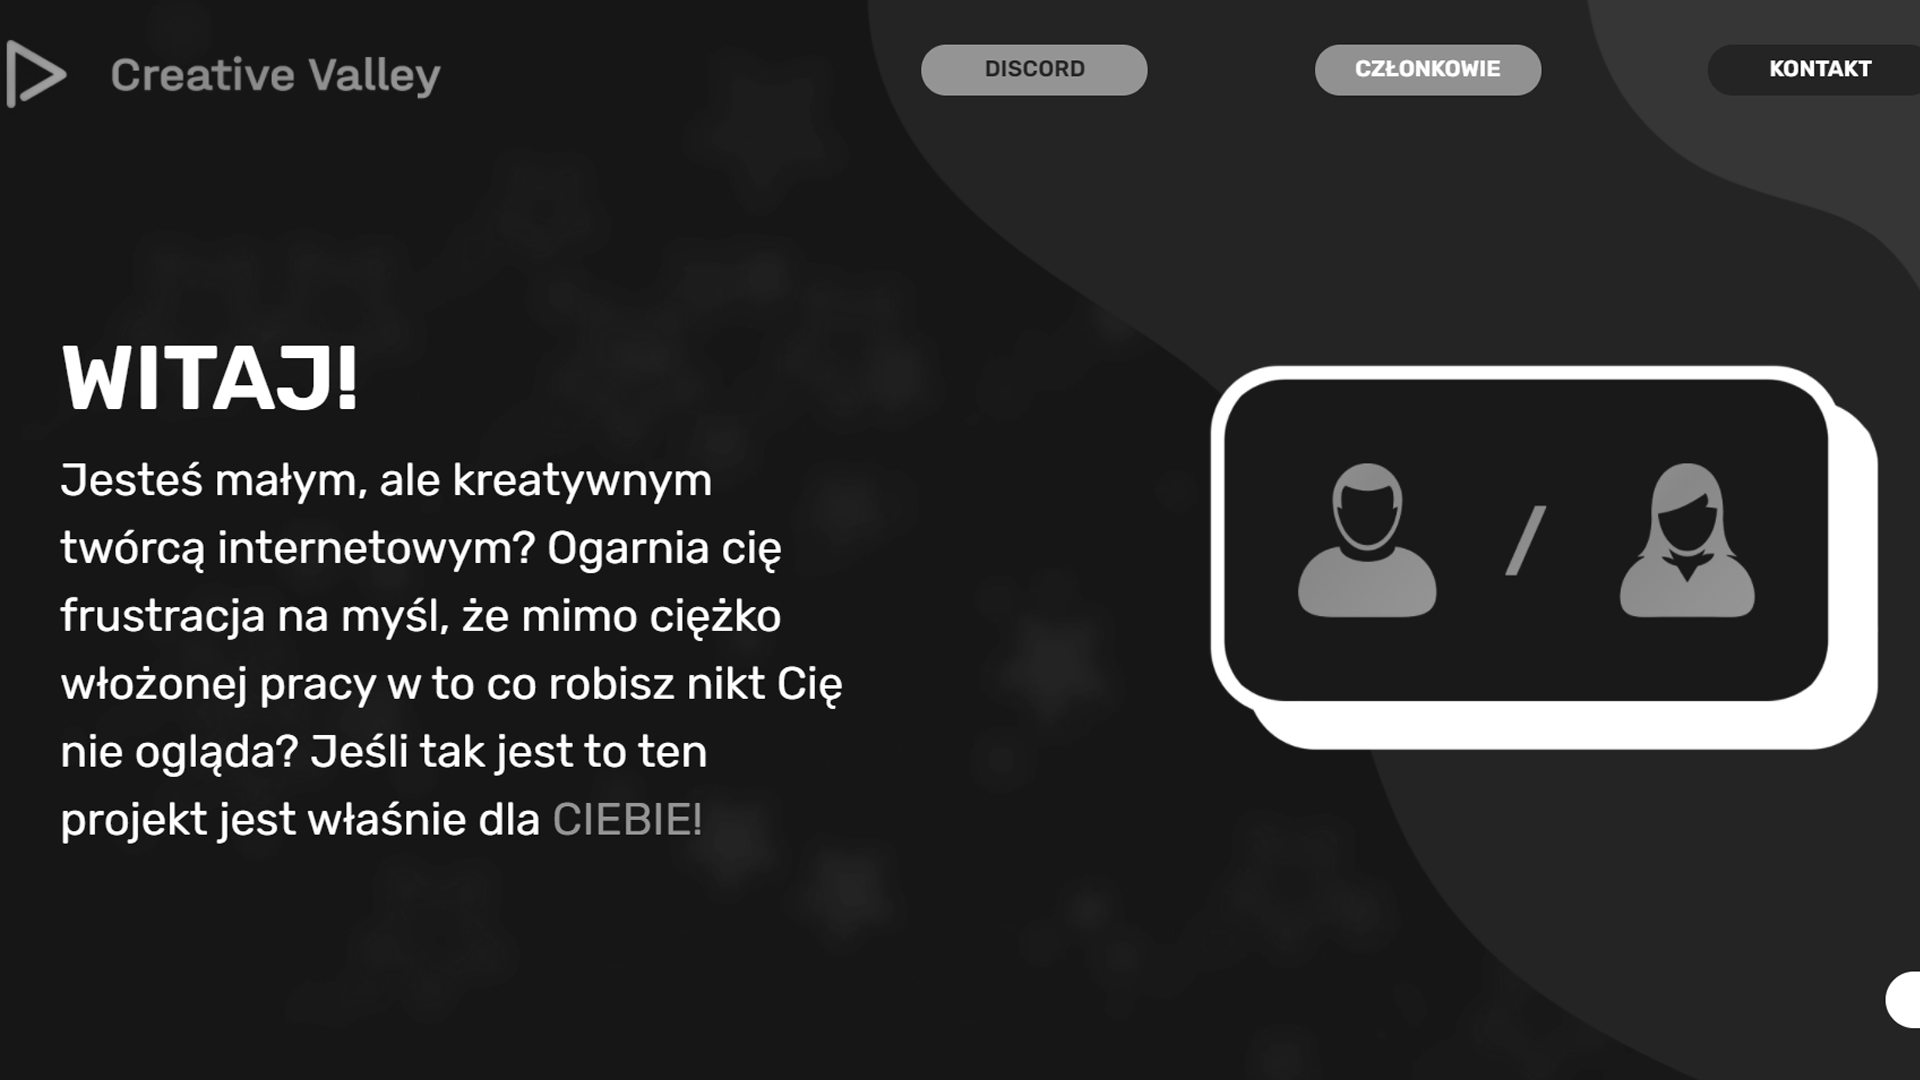 Creative Valley
DISCORD
CZŁONKOWIE
KONTAKT
WITAJ!
Jesteś małym, ale kreatywnym
twórcą internetowym? Ogarnia cię
frustracja na myśl, że mimo ciężko
włożonej pracy w to co robisz nikt Cię
nie ogląda? Jeśli tak jest to ten
projekt jest właśnie dla CIEBIE!
/